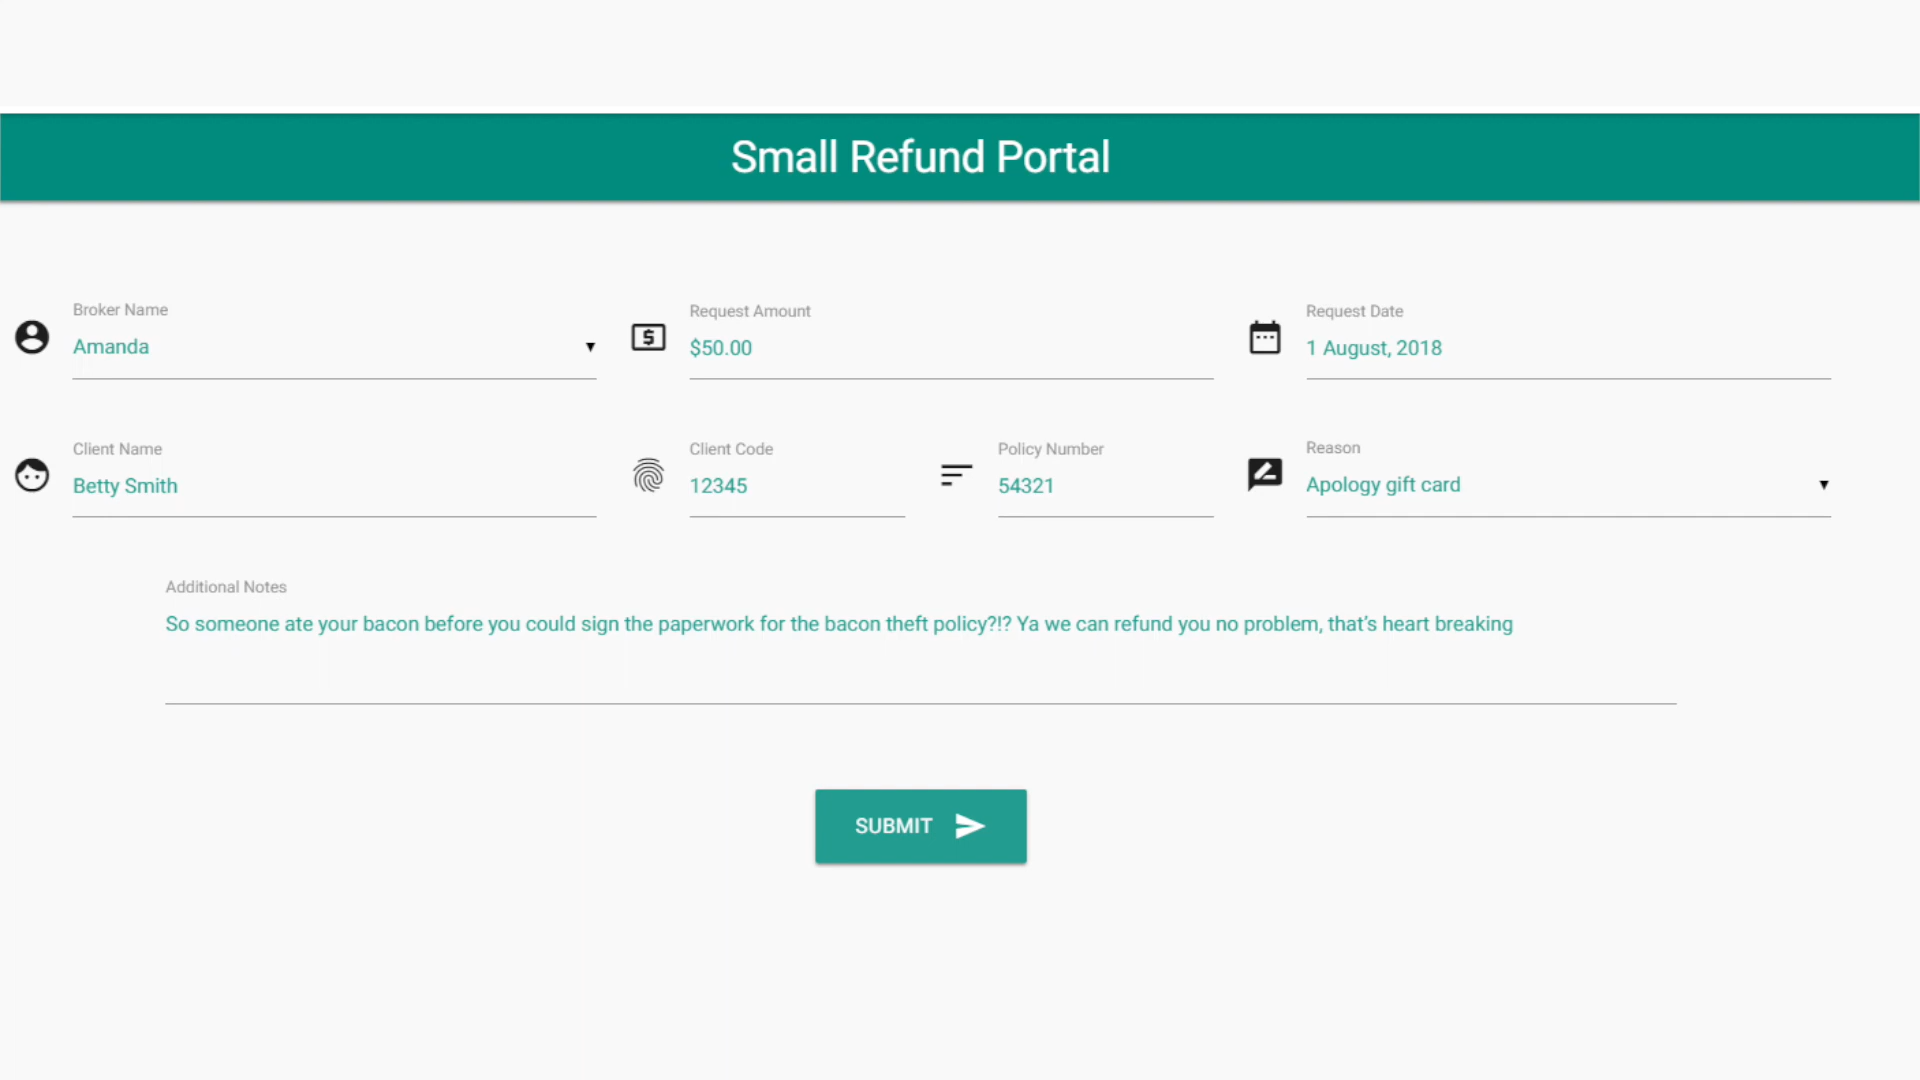 Small Refund Portal
Broker Name
Amanda
Request Amount
$50.00
Request Date
1 August, 2018
Client Name
Betty Smith
Client Code
12345
Policy Number
54321
Reason
Apology gift card
Additional Notes
So someone ate your bacon before you could sign the paperwork for the bacon theft policy?!? Ya we can refund you no problem, that's heart breaking
SUBMIT